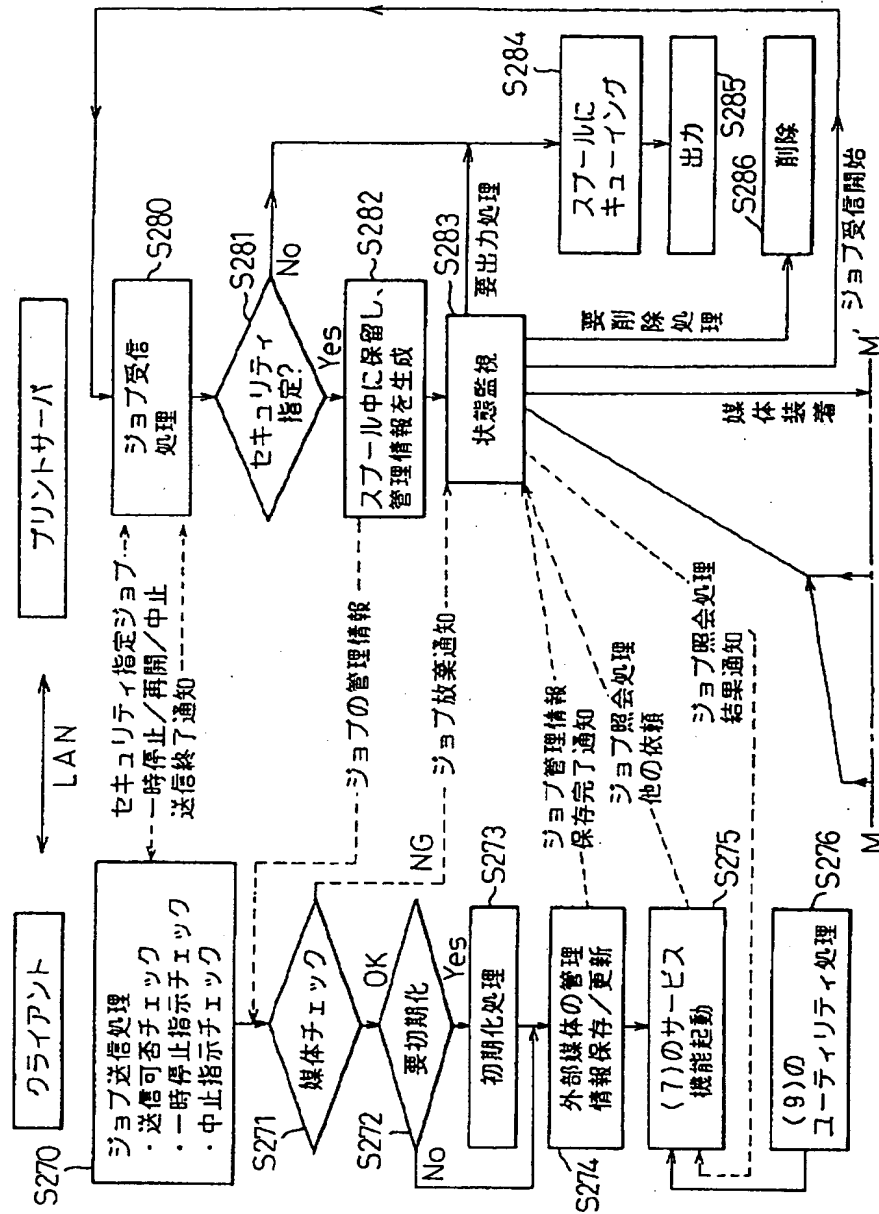 クライアント
LAN
プリントサーバ
S270
ジョブ送信処理
・送信可否チェック
・一時停止指示チェック
・中止指示チェック
セキュリティ指定ジョブ
一時停止／再開／中止
送信終了通知
ジョブ受信
処理
S280
S271
媒体チェック
OK
NG
ジョブの管理情報
ジョブ放棄通知
セキュリティ
指定?
S281
No
Yes
S272
要初期化
No
Yes
スプール中に保留し、
管理情報を生成
S282
初期化処理
S273
状態監視
S283
要出力処理
スプールに
キューイング
S284
S274
外部媒体の管理
情報保存／更新
ジョブ管理情報
保存完了通知
出力
S285
(7)のサービス
機能起動
S275
ジョブ照会処理
他の依頼
ジョブ照会処理
結果通知
要削除処理
削除
S286
(9)の
ユーティリティ処理
S276
媒体装着
ジョブ受信開始
M
M'